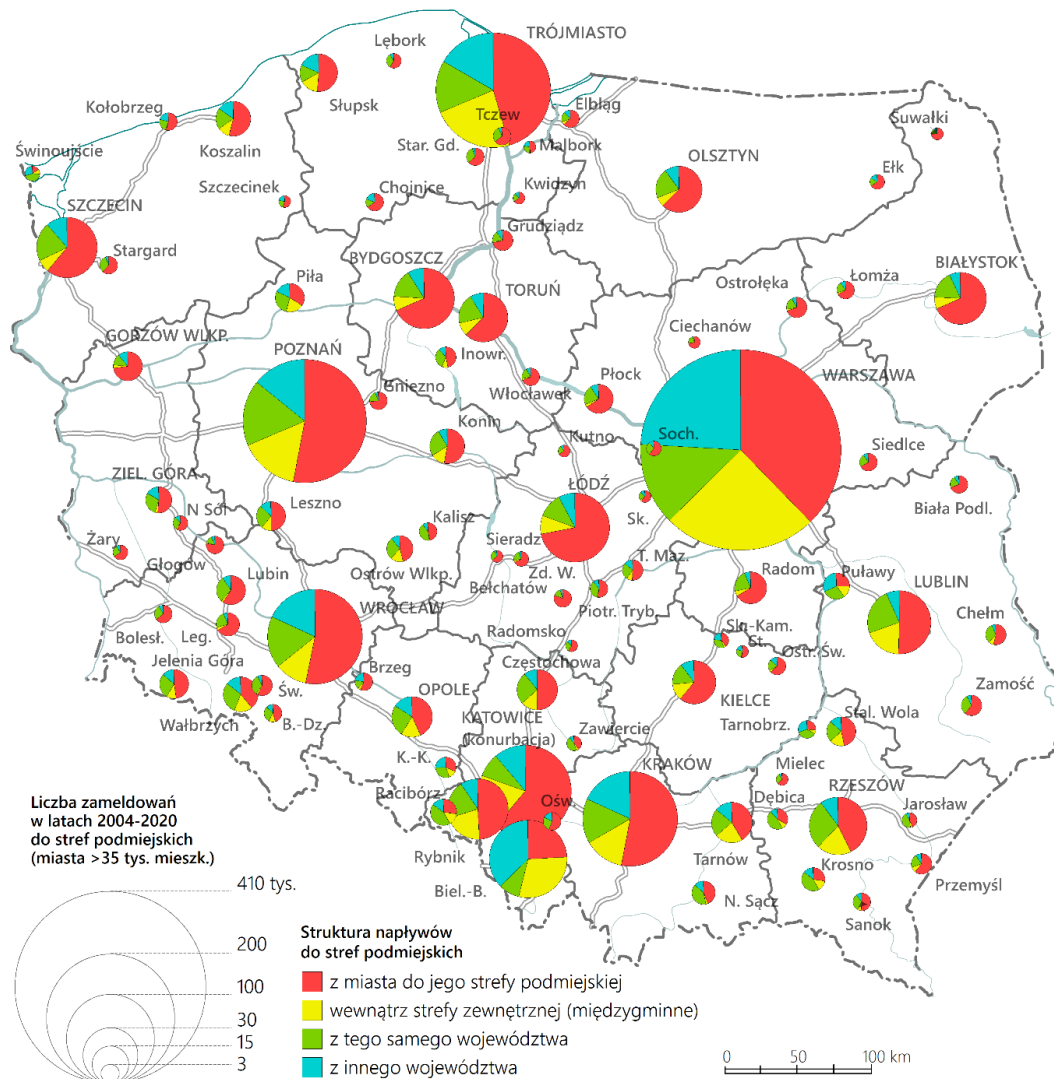 Lębork
TRÓJMIASTO
Słupsk
Kołobrzeg
Koszalin
Tczew
Elbląg
Suwałki
Star. Gd.
Malbork
OLSZTYN
Świnoujście
Ełk
Szczecinek
Chojnice
Kwidzyn
SZCZECIN
Stargard
Grudziądz
BYDGOSZCZ
Piła
TORUŃ
Ostrołęka
Łomża
BIAŁYSTOK
Ciechanów
GORZÓW WLKP.
POZNAŃ
Inowr.
Płock
WARSZAWA
Gniezno
Włocławek
Konin
Kutno
Soch.
Siedlce
ZIEL. GÓRA
Leszno
ŁÓDŹ
Biała Podl.
N Sól
Kalisz
Sk.
Żary
Sieradz
T. Maz.
Głogów
Ostrów Wlkp.
Zd. W.
Radom
Puławy
Lubin
Bełchatów
LUBLIN
WROCŁAW
Piotr. Tryb.
Chełm
Bolesł.
Leg.
Radomsko
Sk.-Kam.
St.
Jelenia Góra
Brzeg
Częstochowa
Ostr. Św.
Św.
OPOLE
KIELCE
Zamość
Wałbrzych
B.-Dz.
KATOWICE
(konurbacja)
Tarnobrz.
Stal. Wola
Zawiercie
K.-K.
KRAKÓW
Mielec
RZESZÓW
Racibórz
Ośw.
Dębica
Jarosław
Rybnik
Tarnów
Krosno
Przemyśl
Biel.-B.
N. Sącz
Sanok
Liczba zameldowań
w latach 2004-2020
do stref podmiejskich
(miasta >35 tys. mieszk.)
410 tys.
200
100
30
15
3
Struktura napływów
do stref podmiejskich
z miasta do jego strefy podmiejskiej
wewnątrz strefy zewnętrznej (międzygminne)
z tego samego województwa
z innego województwa
0 50 100 km